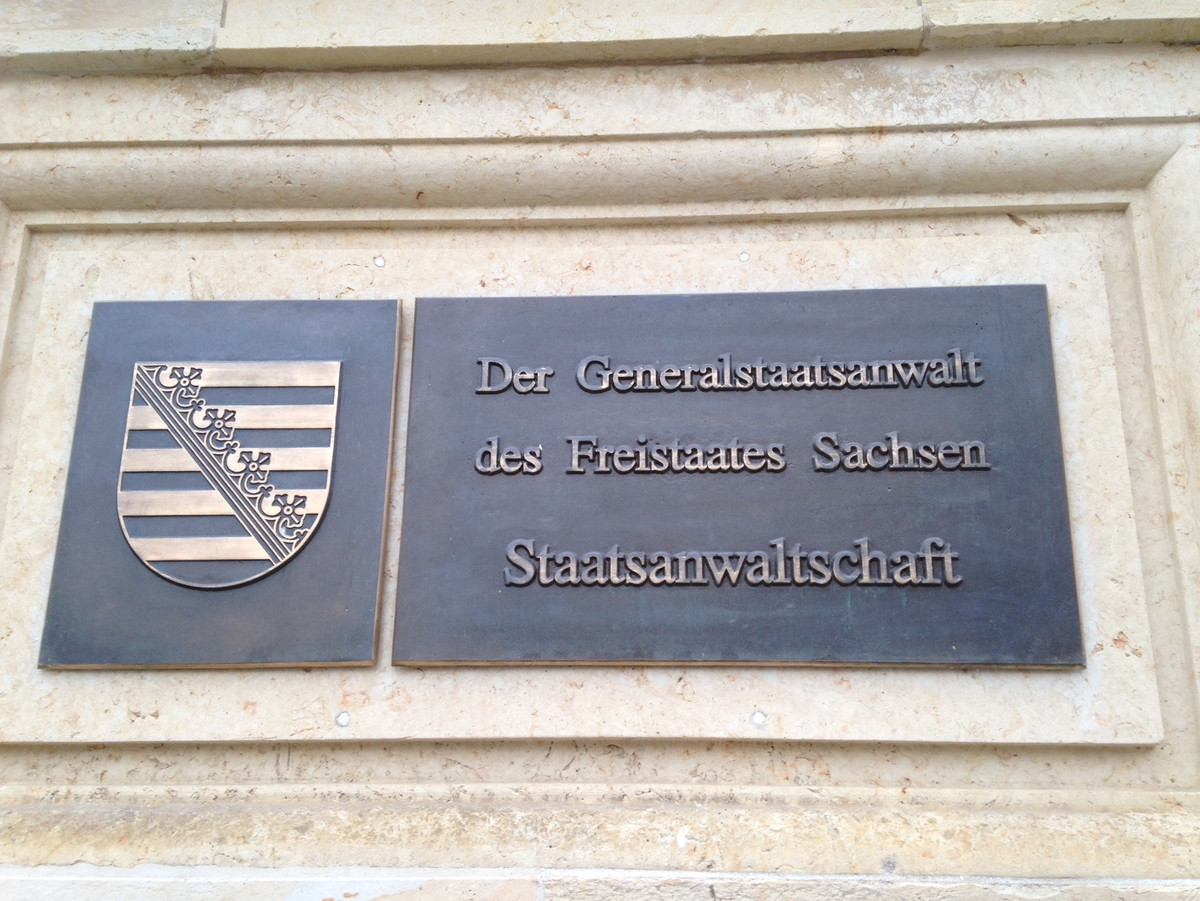 Der Generalstaatsanwalt
des Freistaates Sachsen
Staatsanwaltschaft